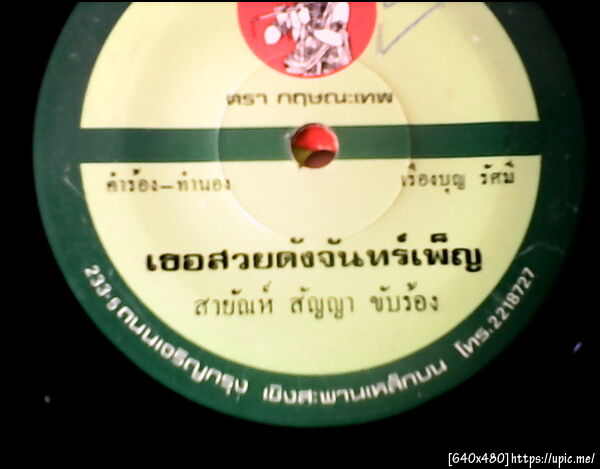 ตรา กฤษณะเทพ
คำร้อง-ทำนอง เรืองบุญ รัศมี
เธอสวยดังจันทร์เพ็ญ
สายัณห์ สัญญา ขับร้อง
233-5 ถนนเจริญกรุง เชิงสะพานเหล็กบน โทร.2218727
[640x480]https://upic.me/